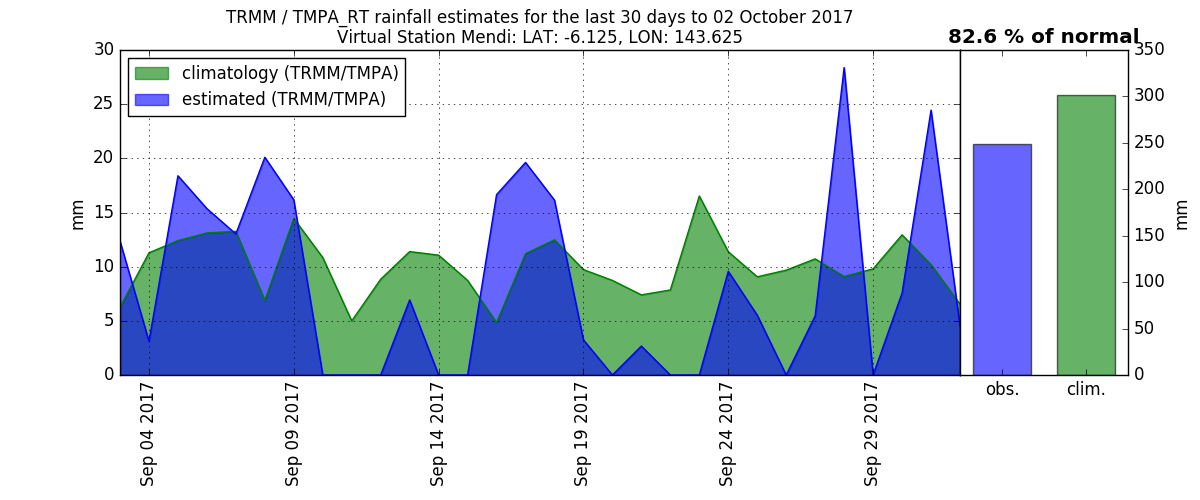 TRMM / TMPA_RT rainfall estimates for the last 30 days to 02 October 2017
Virtual Station Mendi: LAT: -6.125, LON: 143.625
82.6 % of normal
climatology (TRMM/TMPA)
estimated (TRMM/TMPA)
30
25
20
15
10
5
0
mm
Sep 04 2017
Sep 09 2017
Sep 14 2017
Sep 19 2017
Sep 24 2017
Sep 29 2017
obs.
clim.
350
300
250
200
150
100
50
0
mm